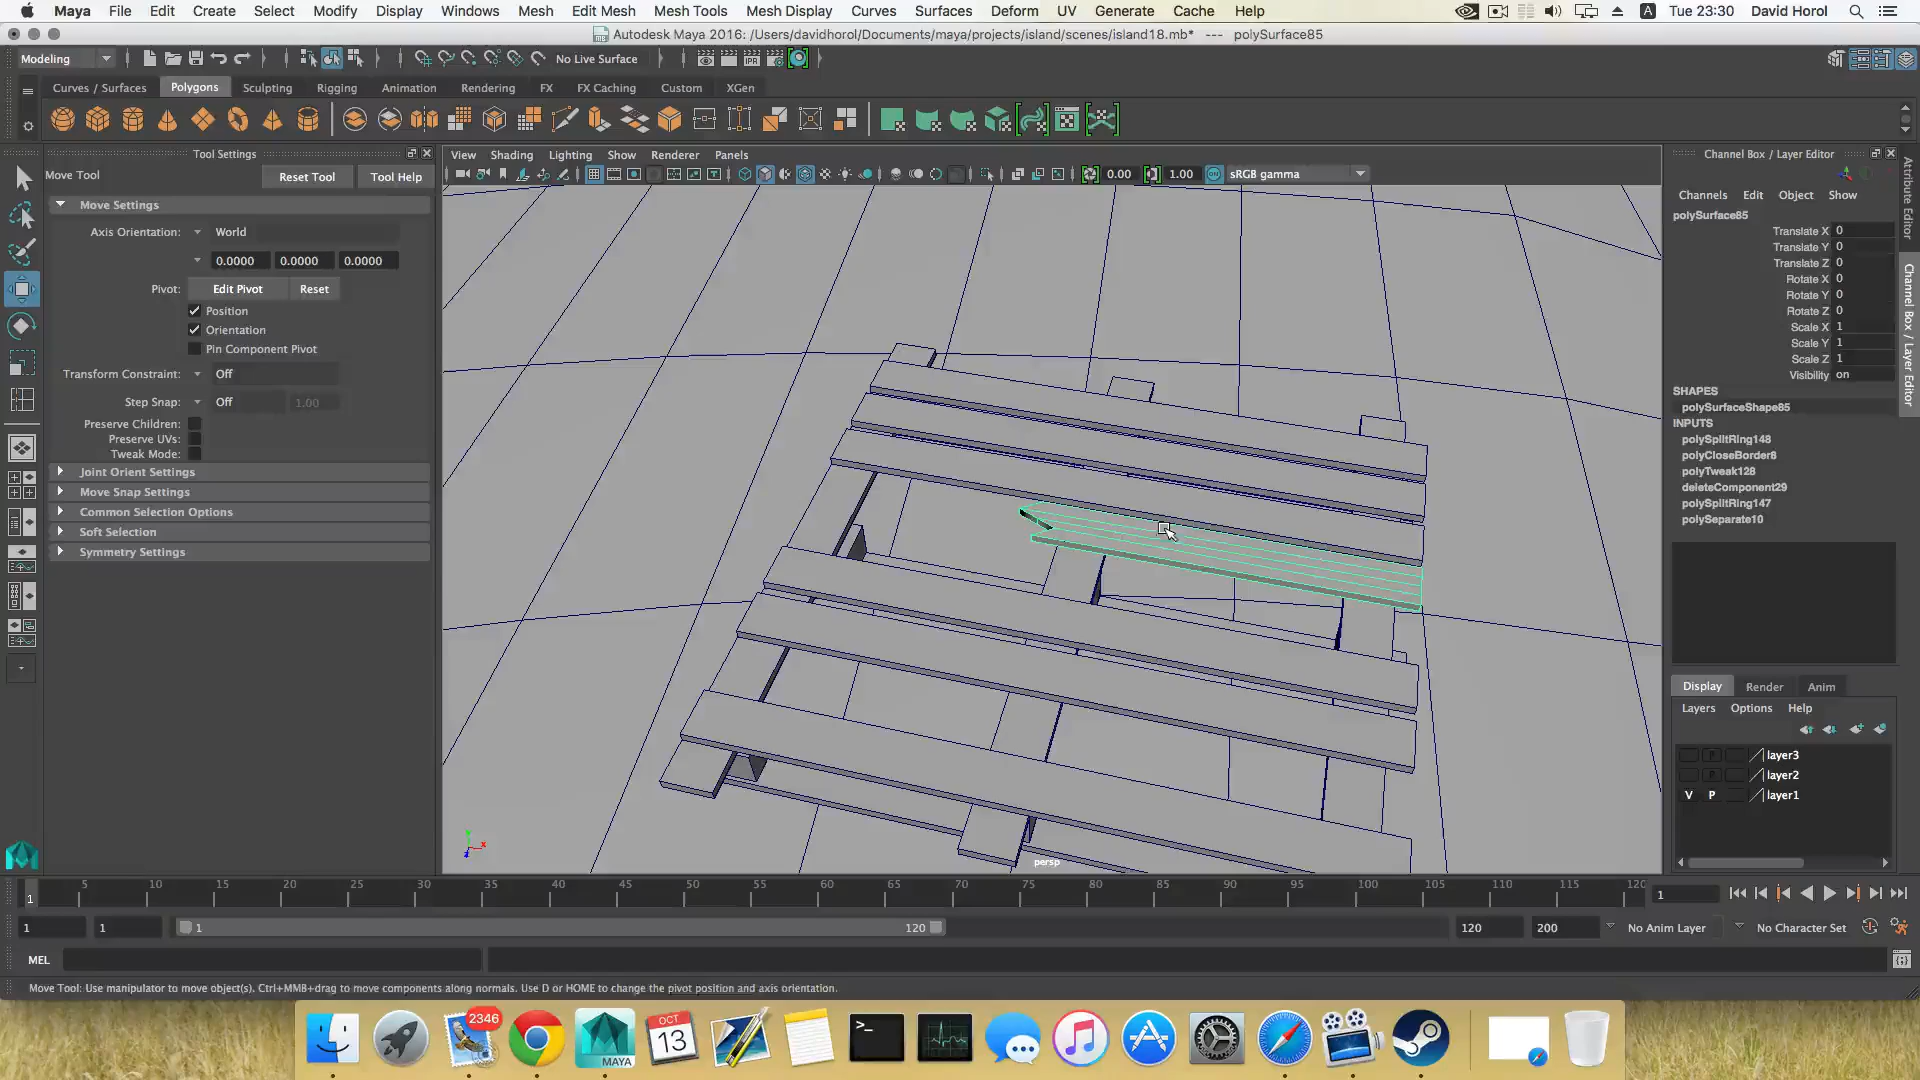 Maya File Edit Create Select Modify Display Windows Mesh Edit Mesh Mesh Tools Mesh Display Curves Surfaces Deform UV Generate Cache Help A Tue 23:30 David Horol
Autodesk Maya 2016: /Users/davidhorol/Documents/maya/projects/island/scenes/island18.mb* --- polySurface85
Modeling No Live Surface IPR
Curves / Surfaces Polygons Sculpting Rigging Animation Rendering FX FX Caching Custom XGen
Tool Settings
Move Tool Reset Tool Tool Help
Move Settings
Axis Orientation: World
0.0000 0.0000 0.0000
Pivot: Edit Pivot Reset
Position
Orientation
Pin Component Pivot
Transform Constraint: Off
Step Snap: Off 1.00
Preserve Children:
Preserve UVs:
Tweak Mode:
Joint Orient Settings
Move Snap Settings
Common Selection Options
Soft Selection
Symmetry Settings
View Shading Lighting Show Renderer Panels
0.00 1.00 sRGB gamma
persp
Channel Box / Layer Editor
Channels Edit Object Show
polySurface85
Translate X 0
Translate Y 0
Translate Z 0
Rotate X 0
Rotate Y 0
Rotate Z 0
Scale X 1
Scale Y 1
Scale Z 1
Visibility on
SHAPES
polySurfaceShape85
INPUTS
polySplitRing148
polyCloseBorder8
polyTweak128
deleteComponent29
polySplitRing147
polySeparate10
Attribute Editor
Channel Box / Layer Editor
Display Render Anim
Layers Options Help
P layer3
P layer2
V P layer1
1 5 10 15 20 25 30 35 40 45 50 55 60 65 70 75 80 85 90 95 100 105 110 115 120 1
1 1 1 120 120 200 No Anim Layer No Character Set
MEL
Move Tool: Use manipulator to move object(s). Ctrl+MMB+drag to move components along normals. Use D or HOME to change the pivot position and axis orientation.
2346
MAYA
OCT
13